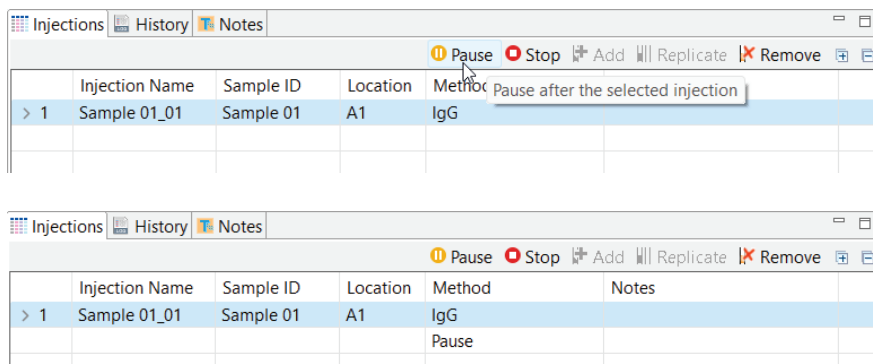 Injections History Notes
Pause Stop Add Replicate Remove
Injection Name Sample ID Location Method
Pause after the selected injection
1 Sample 01_01 Sample 01 A1 IgG
Injections History Notes
Pause Stop Add Replicate Remove
Injection Name Sample ID Location Method Notes
1 Sample 01_01 Sample 01 A1 IgG
Pause